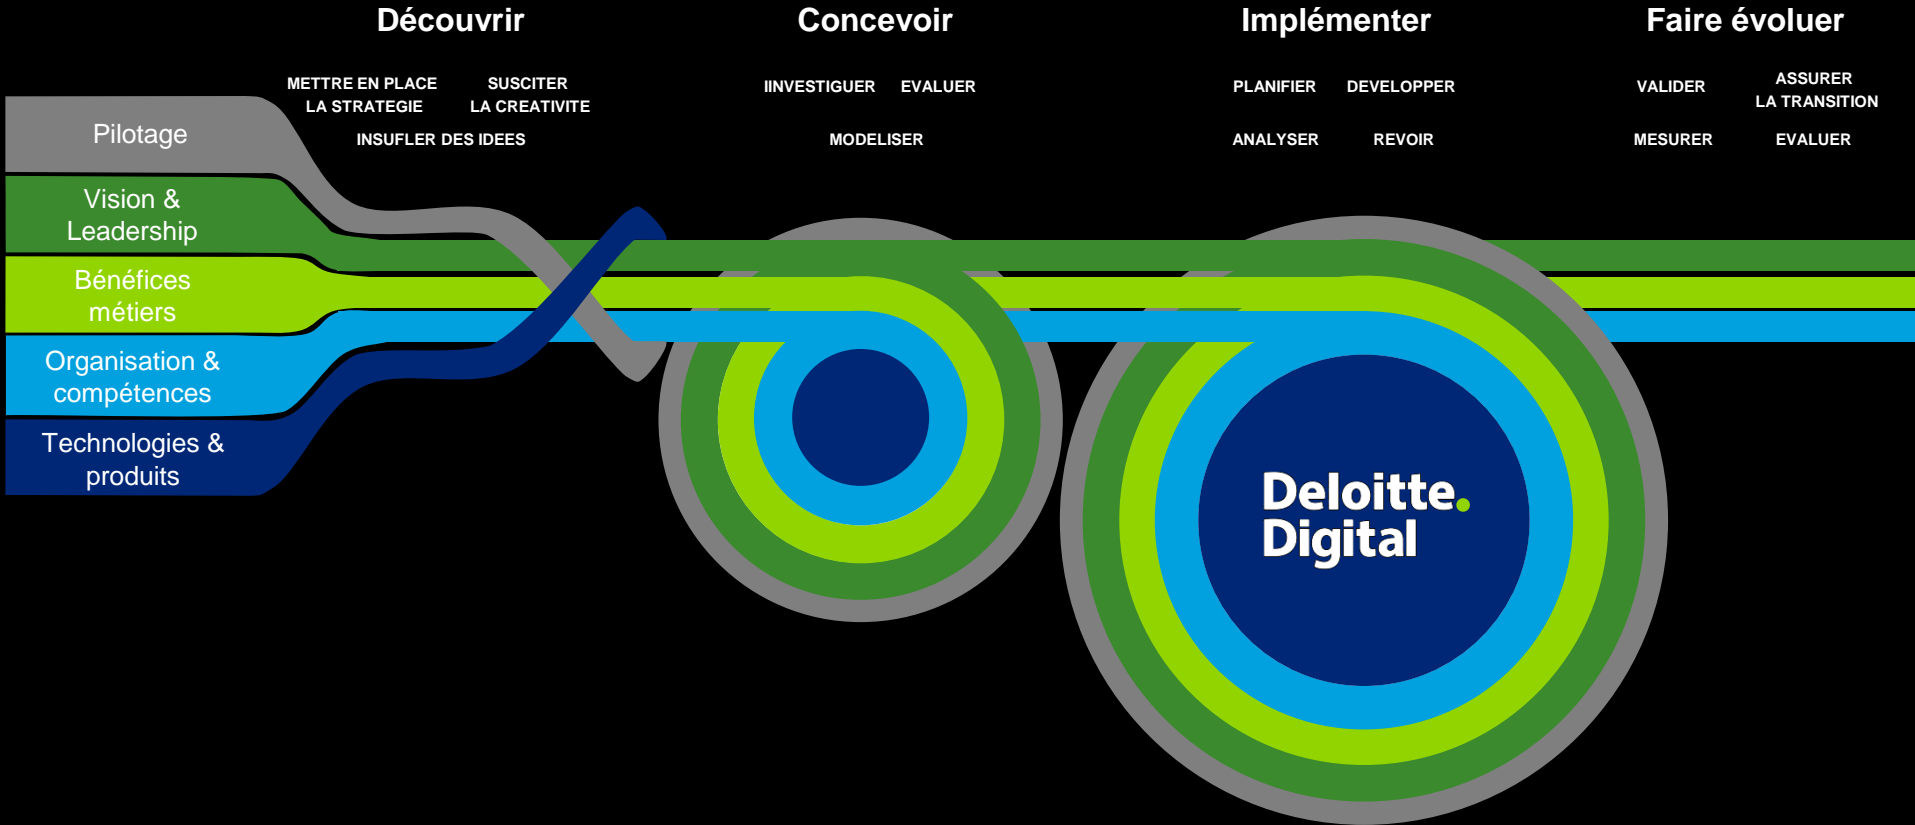 Découvrir
Concevoir
Implémenter
Faire évoluer
METTRE EN PLACE
LA STRATEGIE
SUSCITER
LA CREATIVITE
INSUFLER DES IDEES
IINVESTIGUER
EVALUER
MODELISER
PLANIFIER
DEVELOPPER
ANALYSER
REVOIR
VALIDER
ASSURER
LA TRANSITION
MESURER
EVALUER
Pilotage
Vision &
Leadership
Bénéfices
métiers
Organisation &
compétences
Technologies &
produits
Deloitte.
Digital